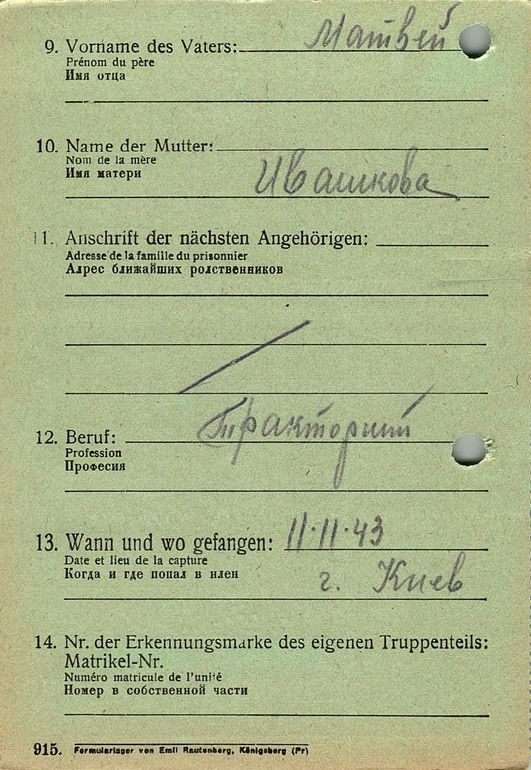 9. Vorname des Vaters: Матвей
Prénom du père
Имя отца
10. Name der Mutter:
Nom de la mère
Имя матери Ивашкова
11. Anschrift der nächsten Angehörigen:
Adresse de la famille du prisonnier
Адрес ближайших родственников
12. Beruf: Тракторист
Profession
Професия
13. Wann und wo gefangen: 11·11·43
Date et lieu de la capture
Когда и где попал в плен г. Киев
14. Nr. der Erkennungsmarke des eigenen Truppenteils:
Matrikel-Nr.
Numéro matricule de l'unité
Номер в собственной части
915. Formularlager von Emil Rautenberg, Königsberg (Pr)